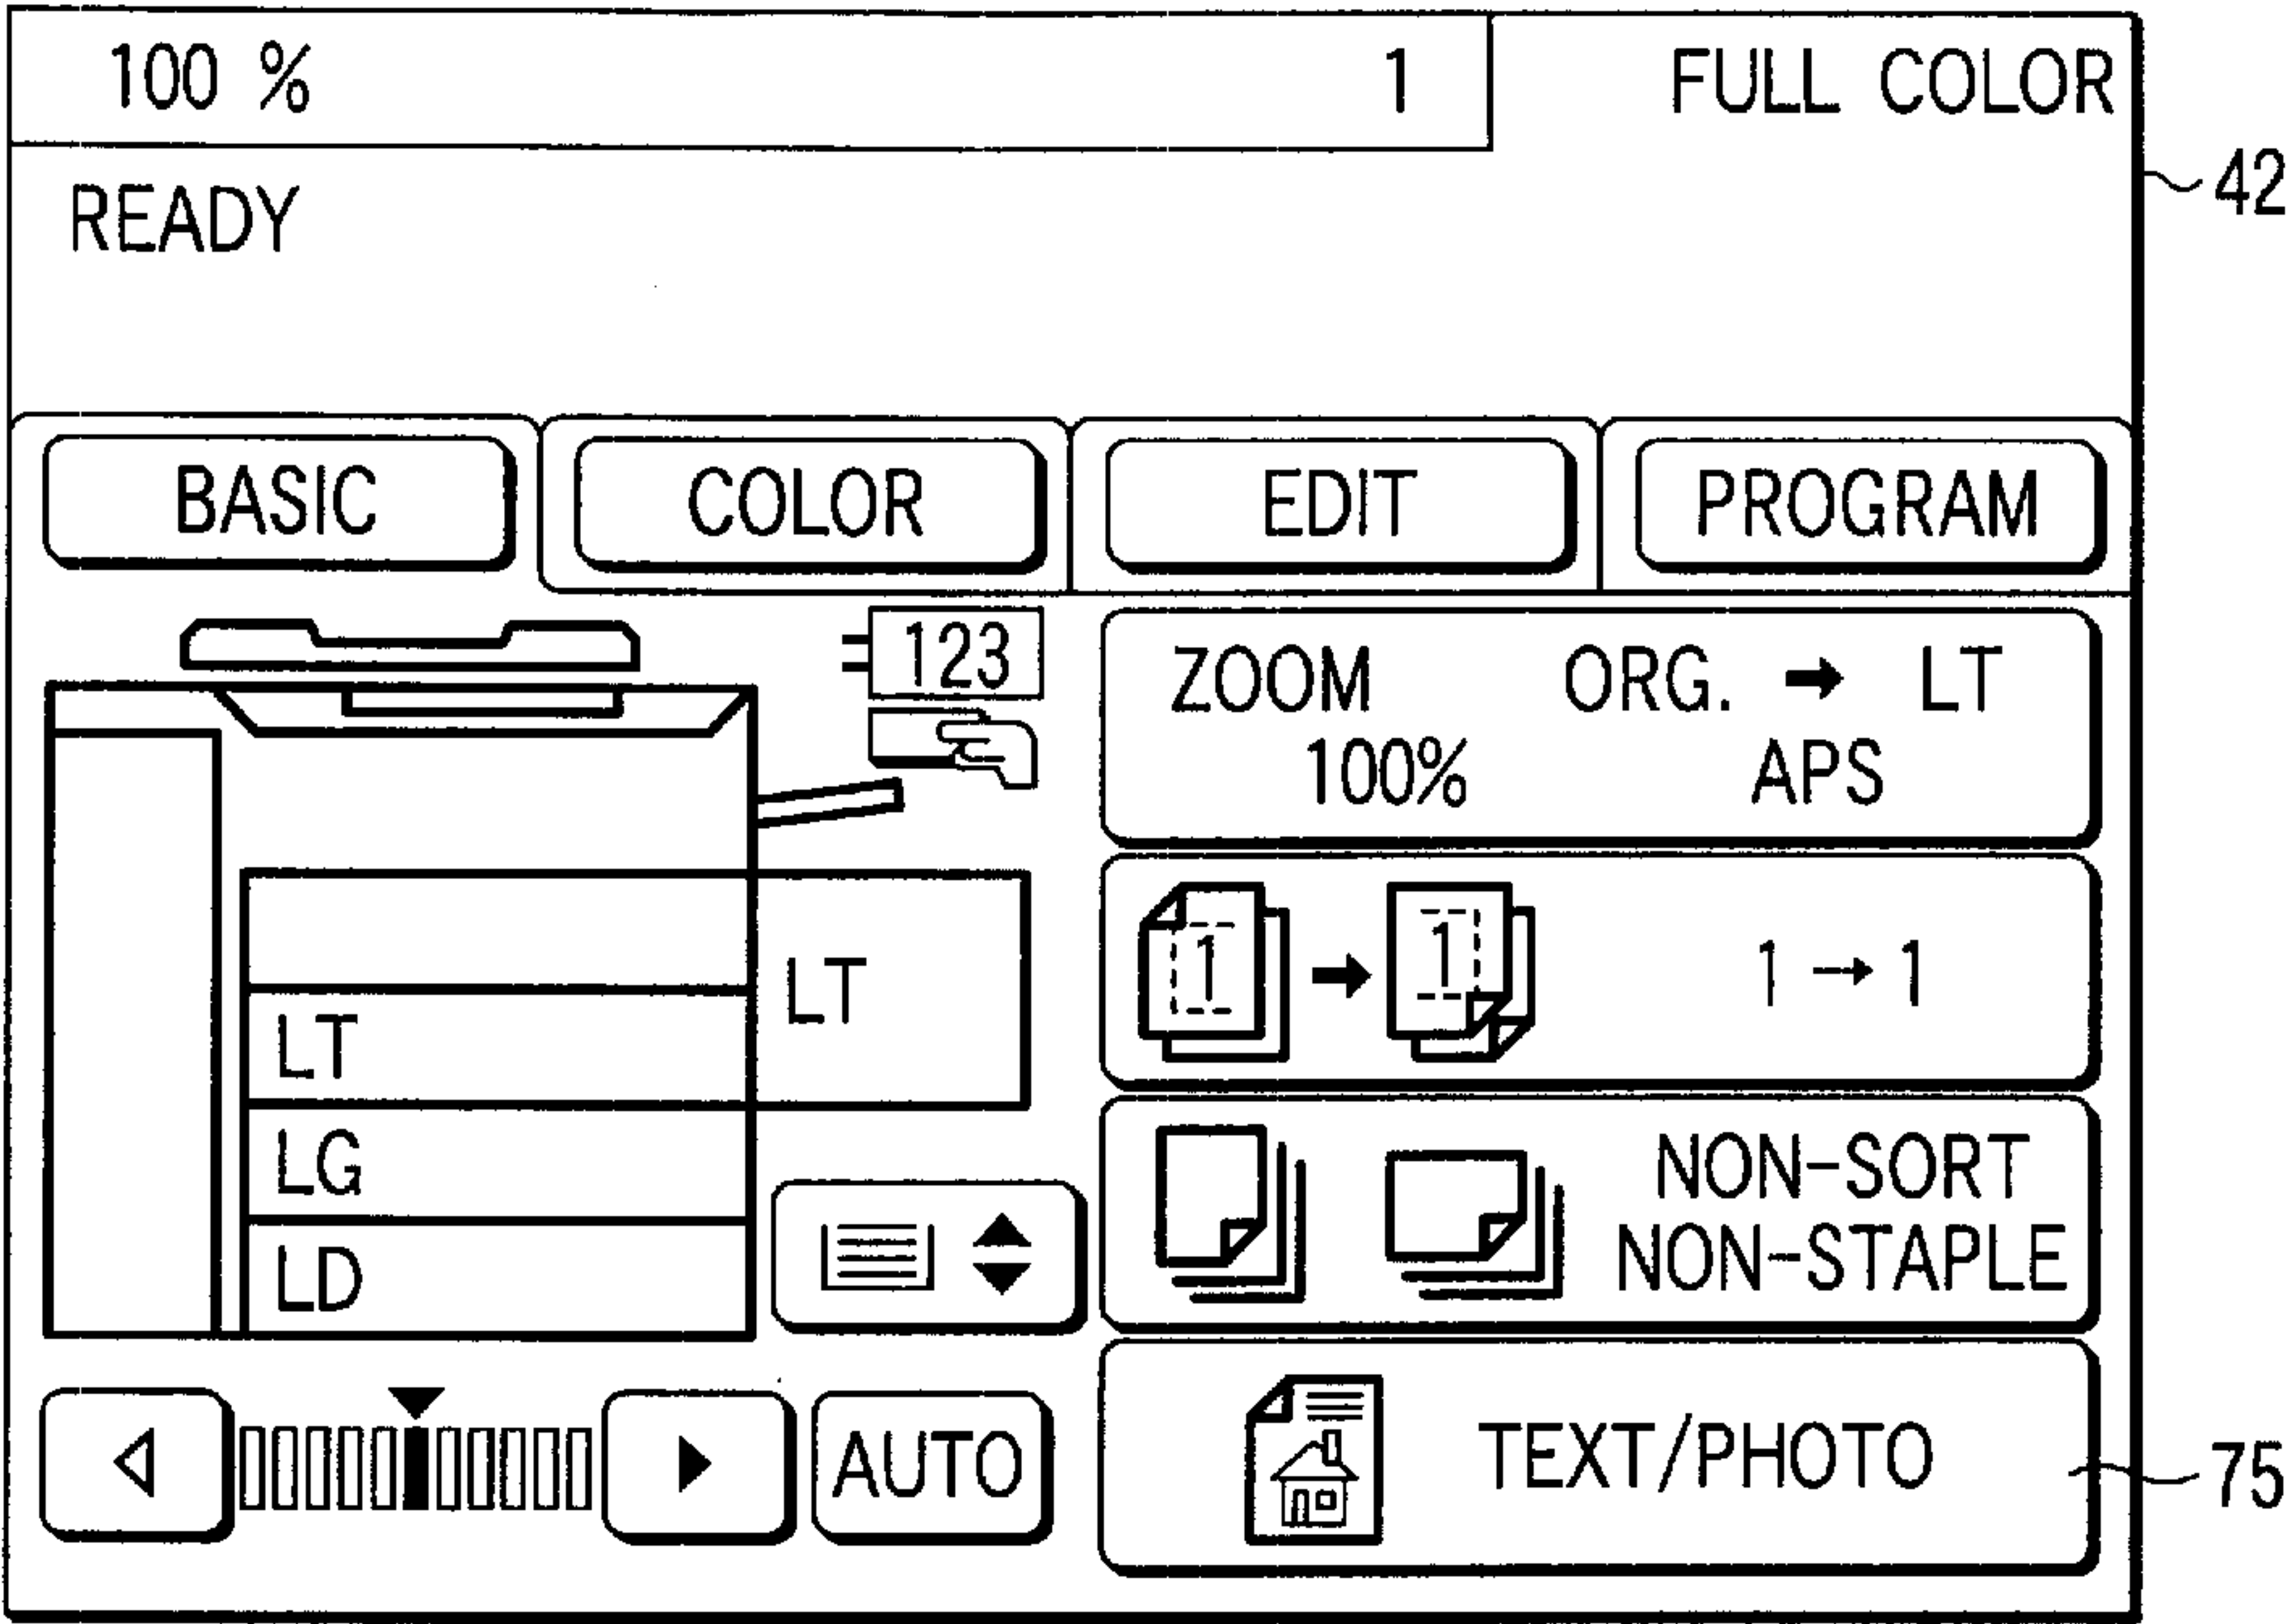 100 % 1 FULL COLOR
42
READY
BASIC COLOR EDIT PROGRAM
123
ZOOM ORG. → LT
100% APS
LT
LT
LG
LD
1 → 1 1 → 1
NON-SORT
NON-STAPLE
AUTO
TEXT/PHOTO
75